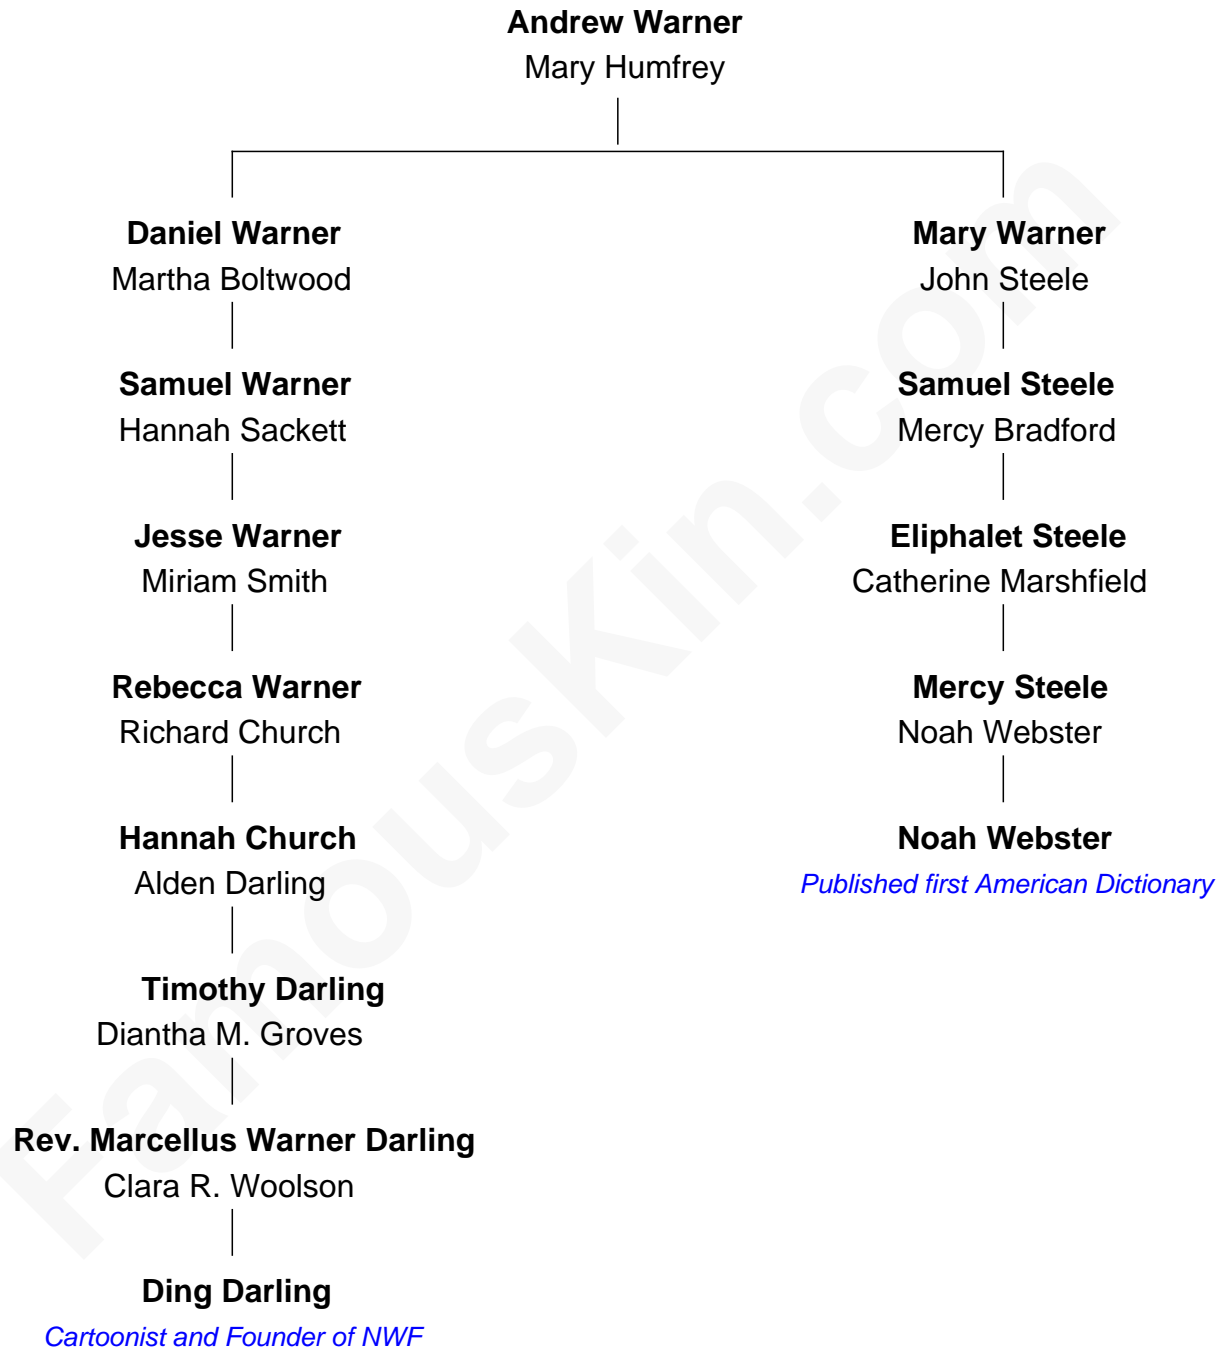 Andrew Warner
Mary Humfrey
Daniel Warner
Martha Boltwood
Mary Warner
John Steele
Samuel Warner
Hannah Sackett
Samuel Steele
Mercy Bradford
Jesse Warner
Miriam Smith
Eliphalet Steele
Catherine Marshfield
Rebecca Warner
Richard Church
Mercy Steele
Noah Webster
Hannah Church
Alden Darling
Noah Webster
Published first American Dictionary
Timothy Darling
Diantha M. Groves
Rev. Marcellus Warner Darling
Clara R. Woolson
Ding Darling
Cartoonist and Founder of NWF
FamousKin.com